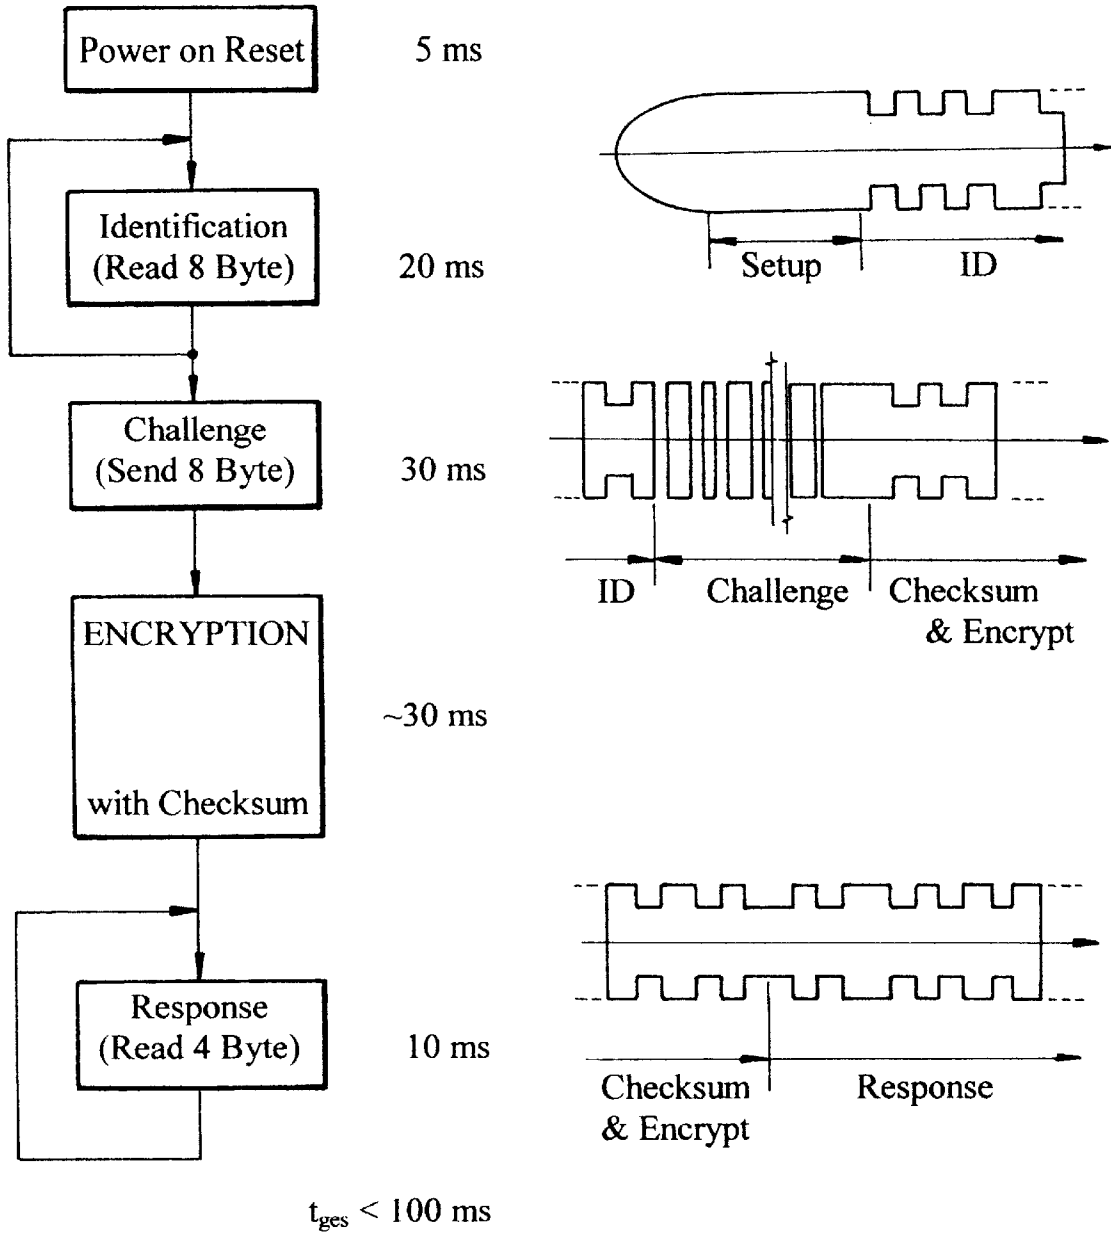 Power on Reset
5 ms
Identification
(Read 8 Byte)
20 ms
Setup
ID
Challenge
(Send 8 Byte)
30 ms
ID
Challenge
Checksum
& Encrypt
ENCRYPTION
~30 ms
with Checksum
Response
(Read 4 Byte)
10 ms
Checksum
& Encrypt
Response
tges < 100 ms